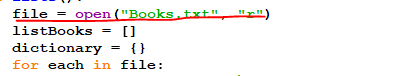 file = open("Books.txt", "r")
listBooks = []
dictionary = {}
for each in file: